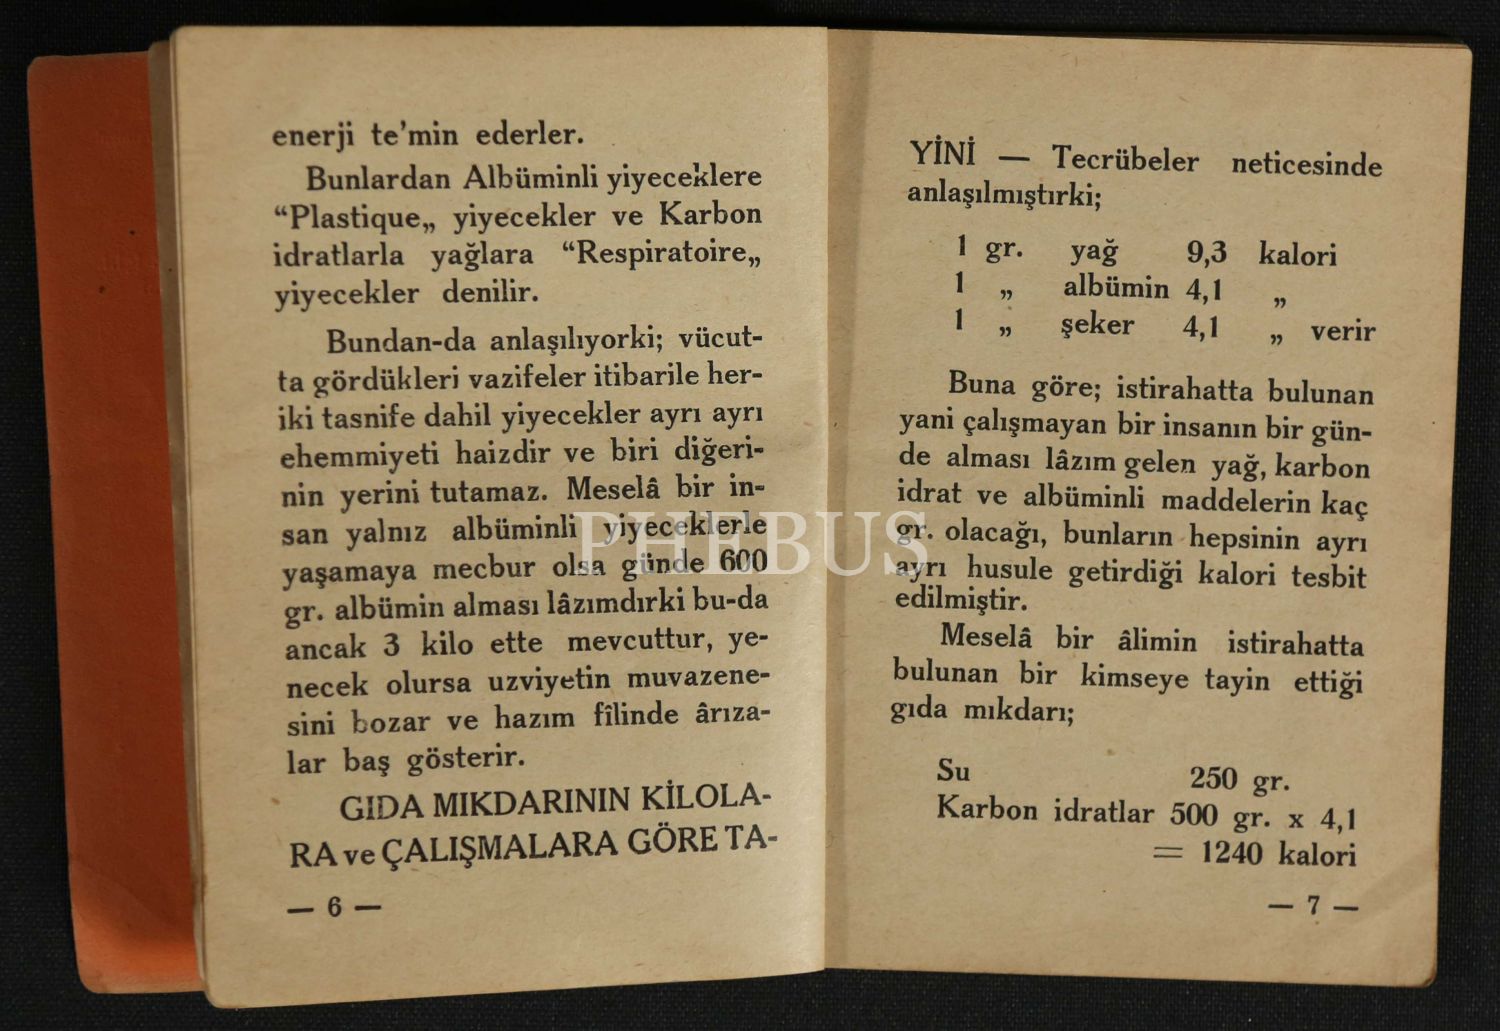 enerji te'min ederler.
Bunlardan Albüminli yiyeceklere
“Plastique„ yiyecekler ve Karbon
idratlarla yağlara “Respiratoire„
yiyecekler denilir.
Bundan-da anlaşılıyorki; vücut-
ta gördükleri vazifeler itibarile her-
iki tasnife dahil yiyecekler ayrı ayrı
ehemmiyeti haizdir ve biri diğeri-
nin yerini tutamaz. Meselâ bir in-
san yalnız albüminli yiyeceklerle
yaşamaya mecbur olsa günde 600
gr. albümin alması lâzımdırki bu-da
ancak 3 kilo ette mevcuttur, ye-
necek olursa uzviyetin muvazene-
sini bozar ve hazım fîlinde ârıza-
lar baş gösterir.
GIDA MIKDARININ KİLOLA-
RA ve ÇALIŞMALARA GÖRE TA-
— 6 —
YİNİ — Tecrübeler neticesinde
anlaşılmıştırki;
1 gr. yağ 9,3 kalori
1 „ albümin 4,1 „
1 „ şeker 4,1 „ verir
Buna göre; istirahatta bulunan
yani çalışmayan bir insanın bir gün-
de alması lâzım gelen yağ, karbon
idrat ve albüminli maddelerin kaç
gr. olacağı, bunların hepsinin ayrı
ayrı husule getirdiği kalori tesbit
edilmiştir.
Meselâ bir âlimin istirahatta
bulunan bir kimseye tayin ettiği
gıda mıkdarı;
Su 250 gr.
Karbon idratlar 500 gr. x 4,1
= 1240 kalori
— 7 —
PHEBUS